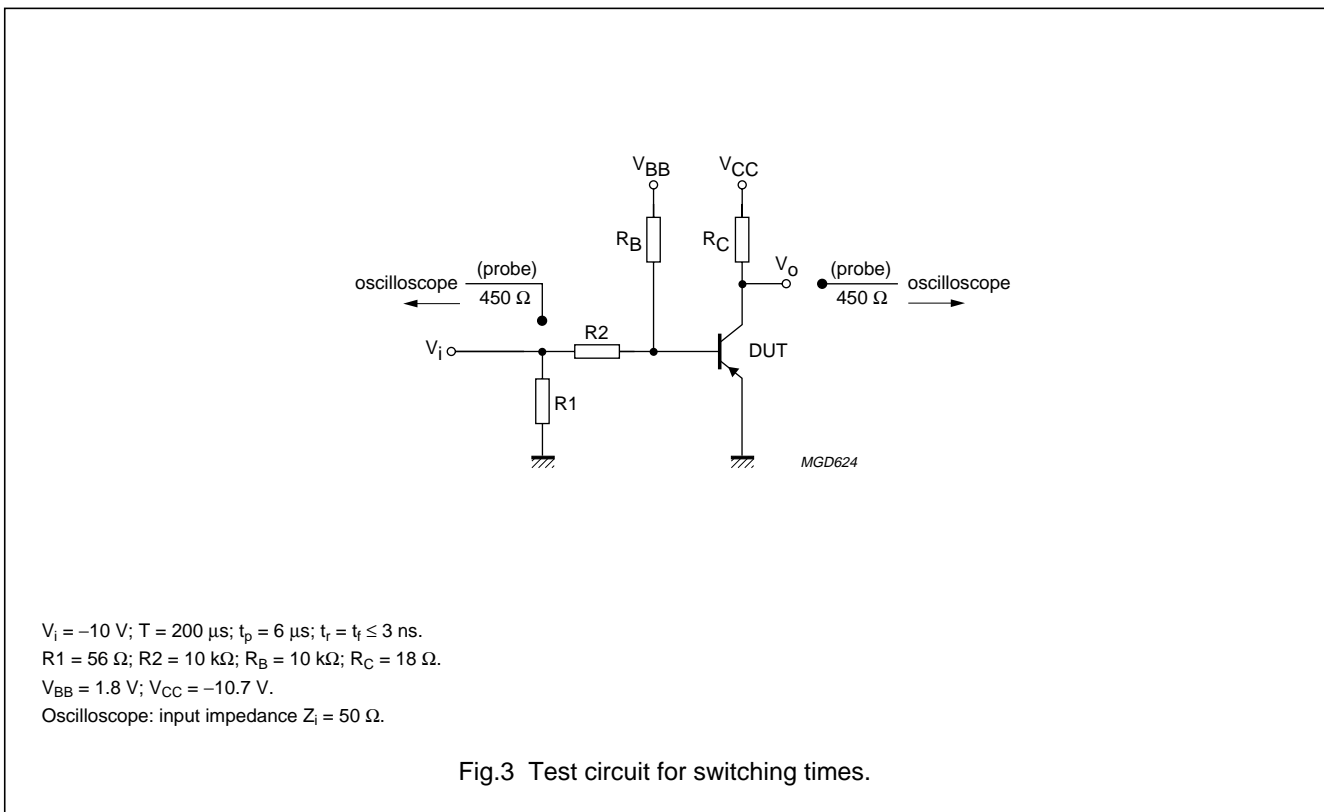 V_BB V_CC
R_B R_C
V_o
oscilloscope (probe) 450 Ω
(probe) 450 Ω oscilloscope
R2
V_i
DUT
R1
MGD624
V_i = −10 V; T = 200 μs; t_p = 6 μs; t_r = t_f ≤ 3 ns.
R1 = 56 Ω; R2 = 10 kΩ; R_B = 10 kΩ; R_C = 18 Ω.
V_BB = 1.8 V; V_CC = −10.7 V.
Oscilloscope: input impedance Z_i = 50 Ω.
Fig.3 Test circuit for switching times.